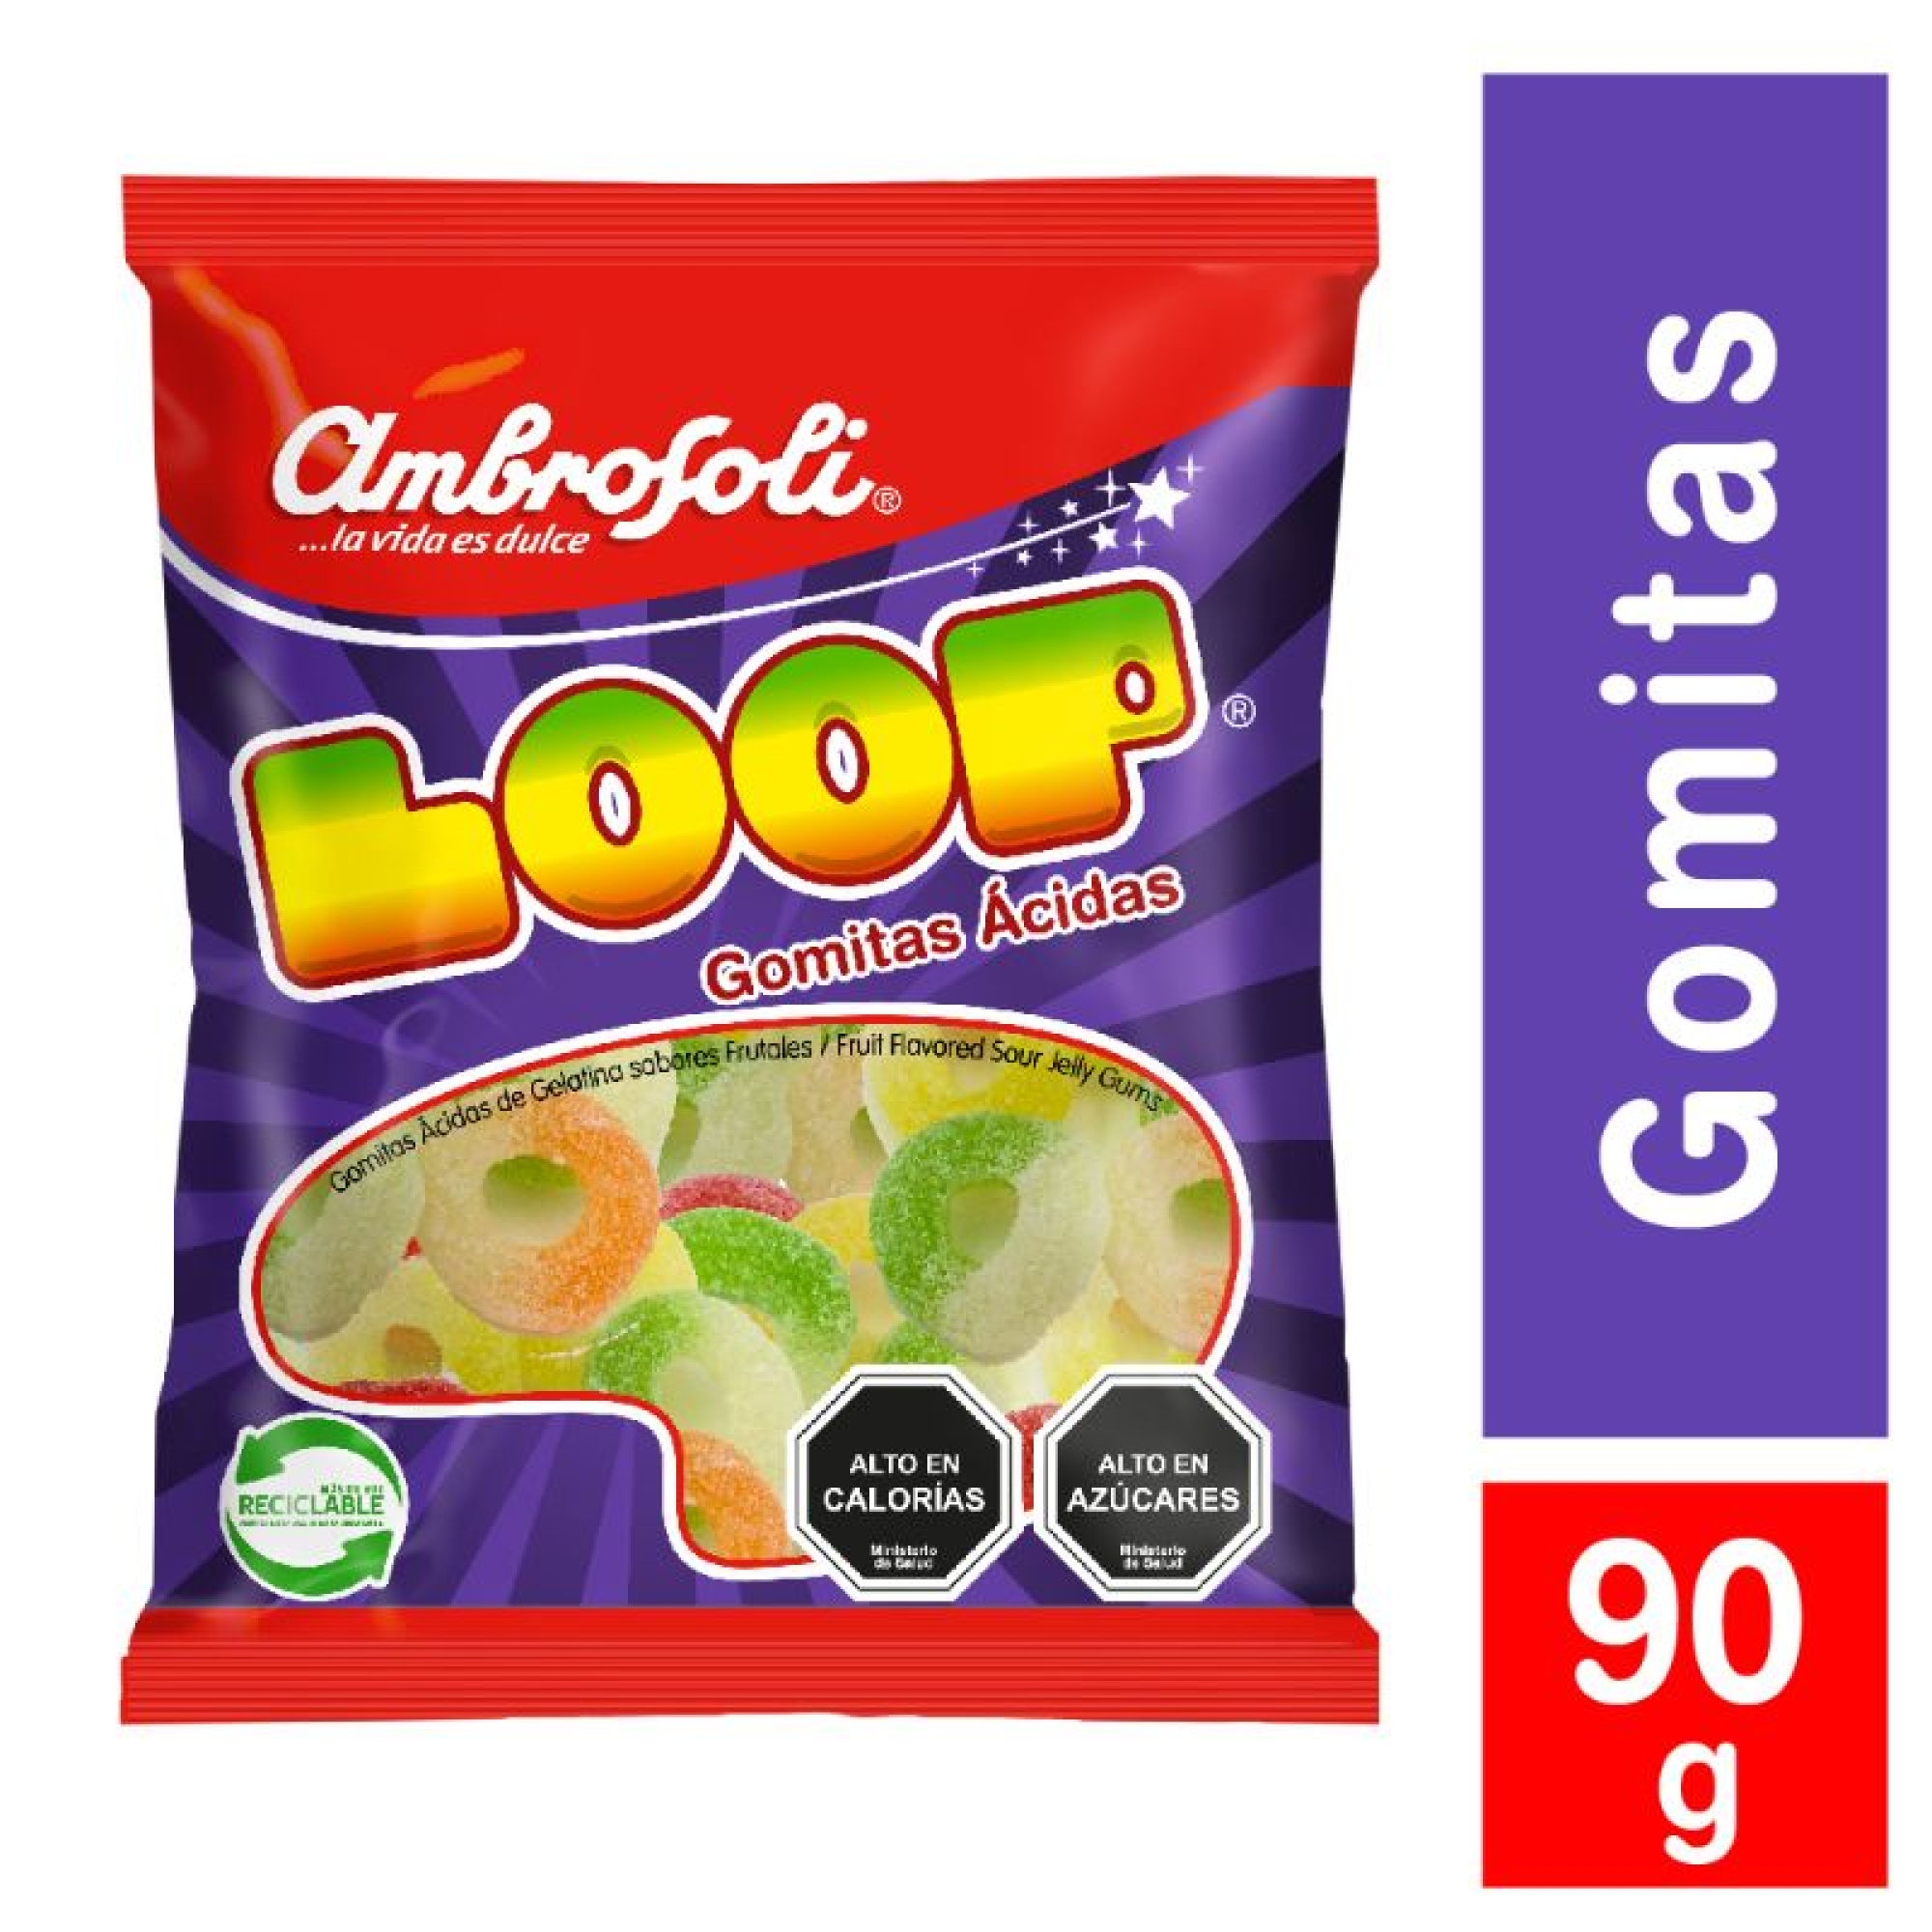 Ambrosoli®
...la vida es dulce
LOOP®
Gomitas Ácidas
Gomitas Ácidas de Gelatina sabores Frutales / Fruit Flavored Sour Jelly Gums
RECICLABLE
ALTO EN
CALORÍAS
Ministerio
de Salud
ALTO EN
AZÚCARES
Ministerio
de Salud
Gomitas
90
g